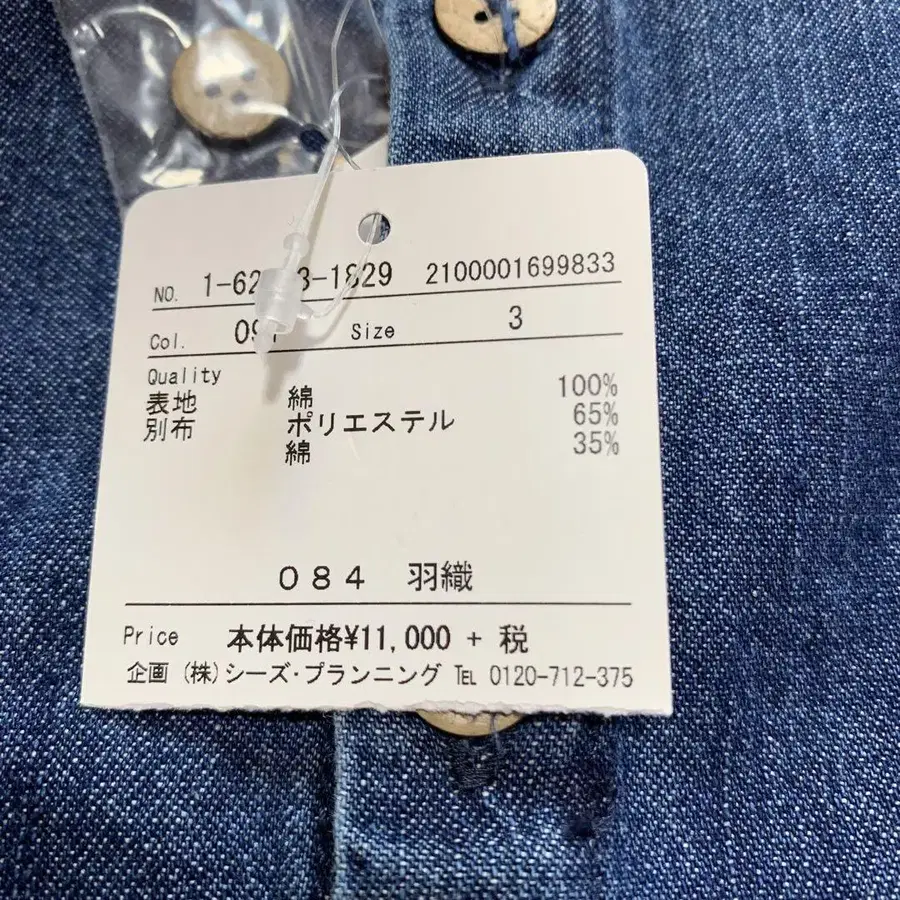 NO. 1-62 3-1829 2100001699833
Col. 09 Size 3
Quality
表地 綿 100%
別布 ポリエステル 65%
綿 35%
084 羽織
Price 本体価格¥11,000 + 税
企画 (株)シーズ・プランニング TEL 0120-712-375